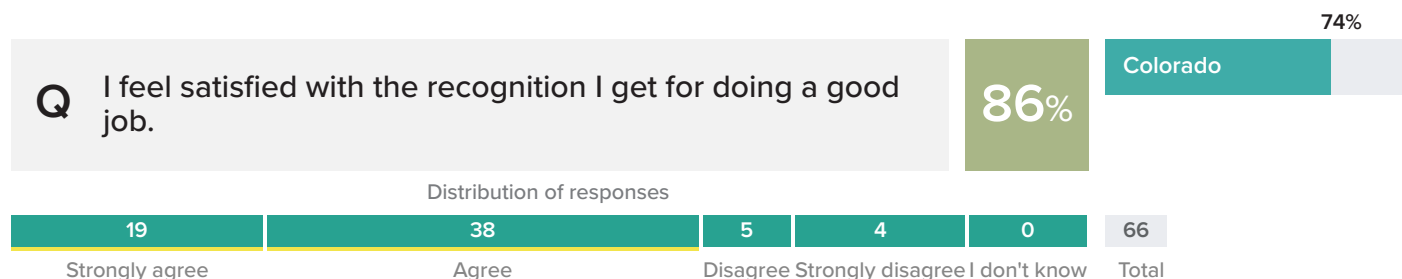 74%
Q I feel satisfied with the recognition I get for doing a good
job.
86%
Colorado
Distribution of responses
19 38 5 4 0 66
Strongly agree Agree Disagree Strongly disagree I don't know Total